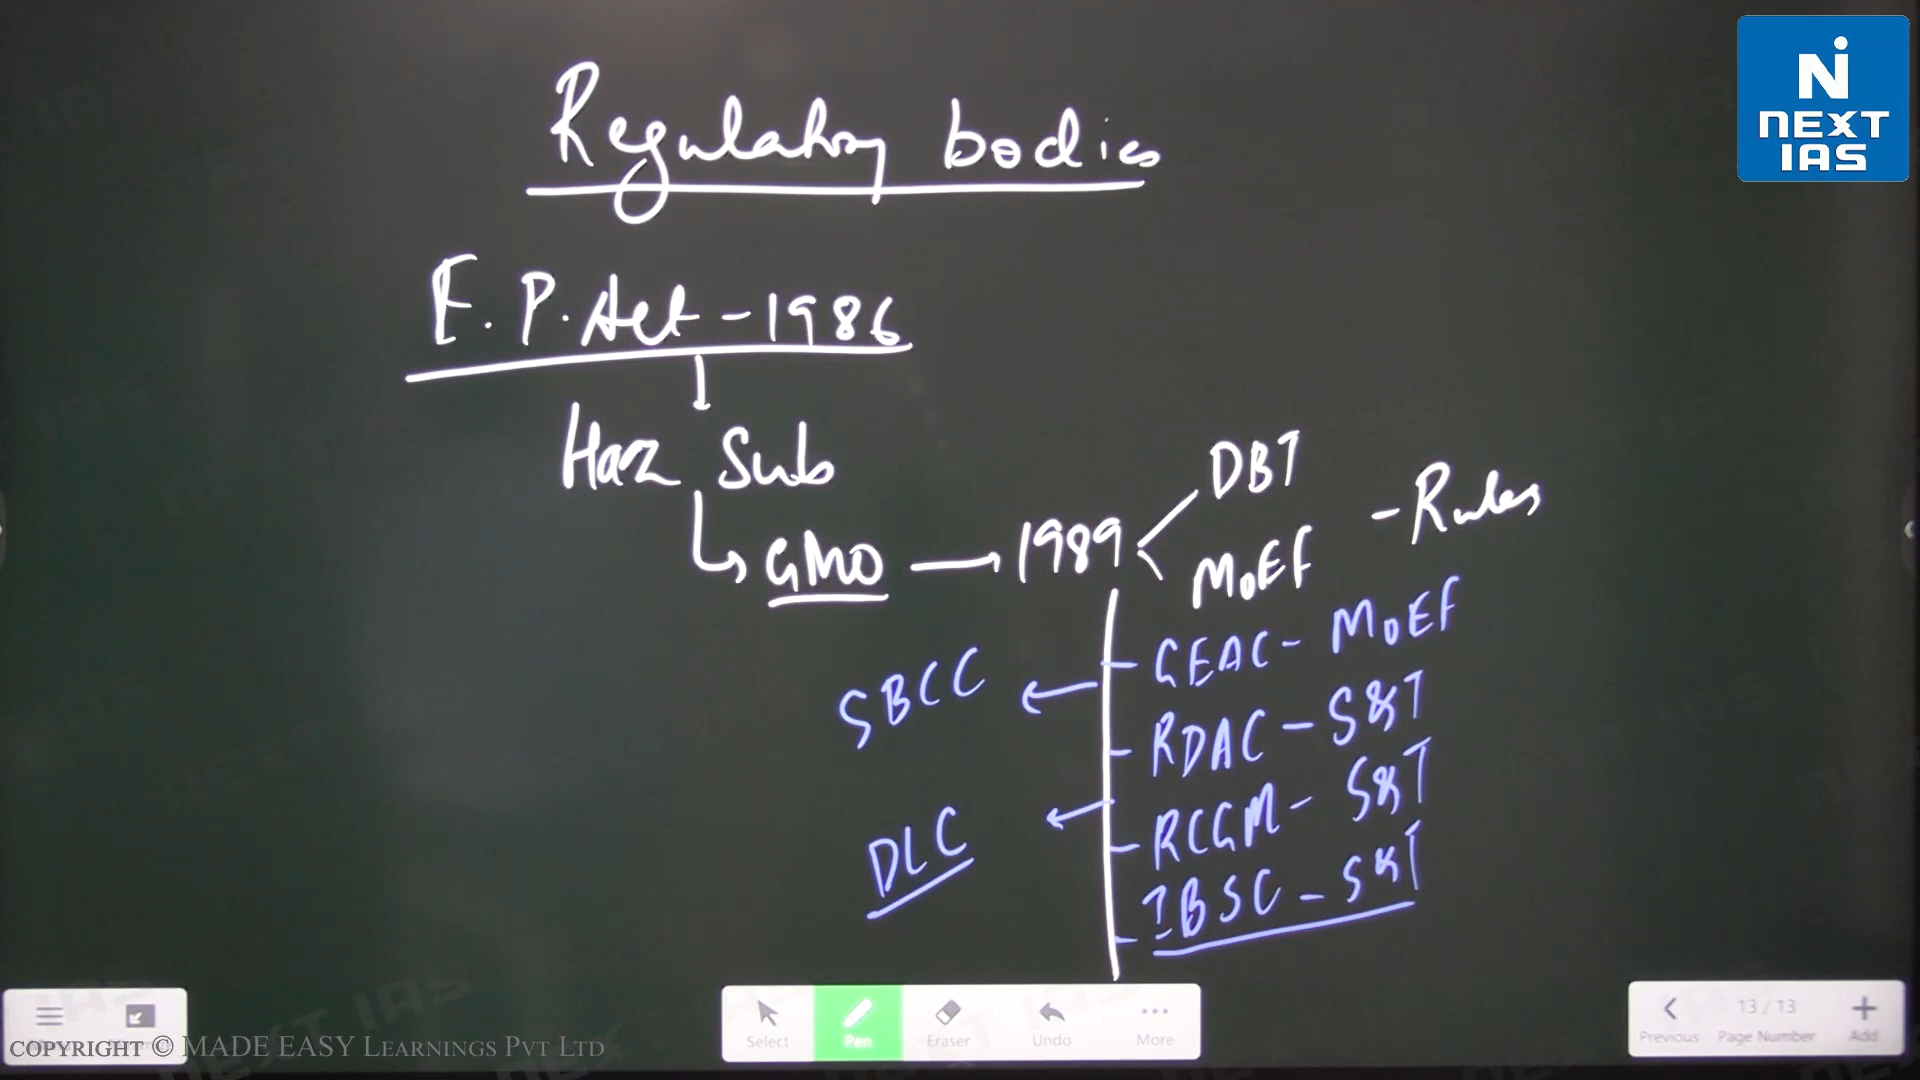 NEXT
IAS
Regulatory bodies
E. P. Act - 1986
Haz Sub
GMO → 1989
DBT
MoEF
- Rules
SBCC
DLC
- GEAC - MoEF
- RDAC - S&T
- RCGM - S&T
- IBSC - S&T
Select
Pen
Eraser
Undo
More
13 / 13
Previous Page Number Add
COPYRIGHT © MADE EASY LEARNINGS PVT LTD